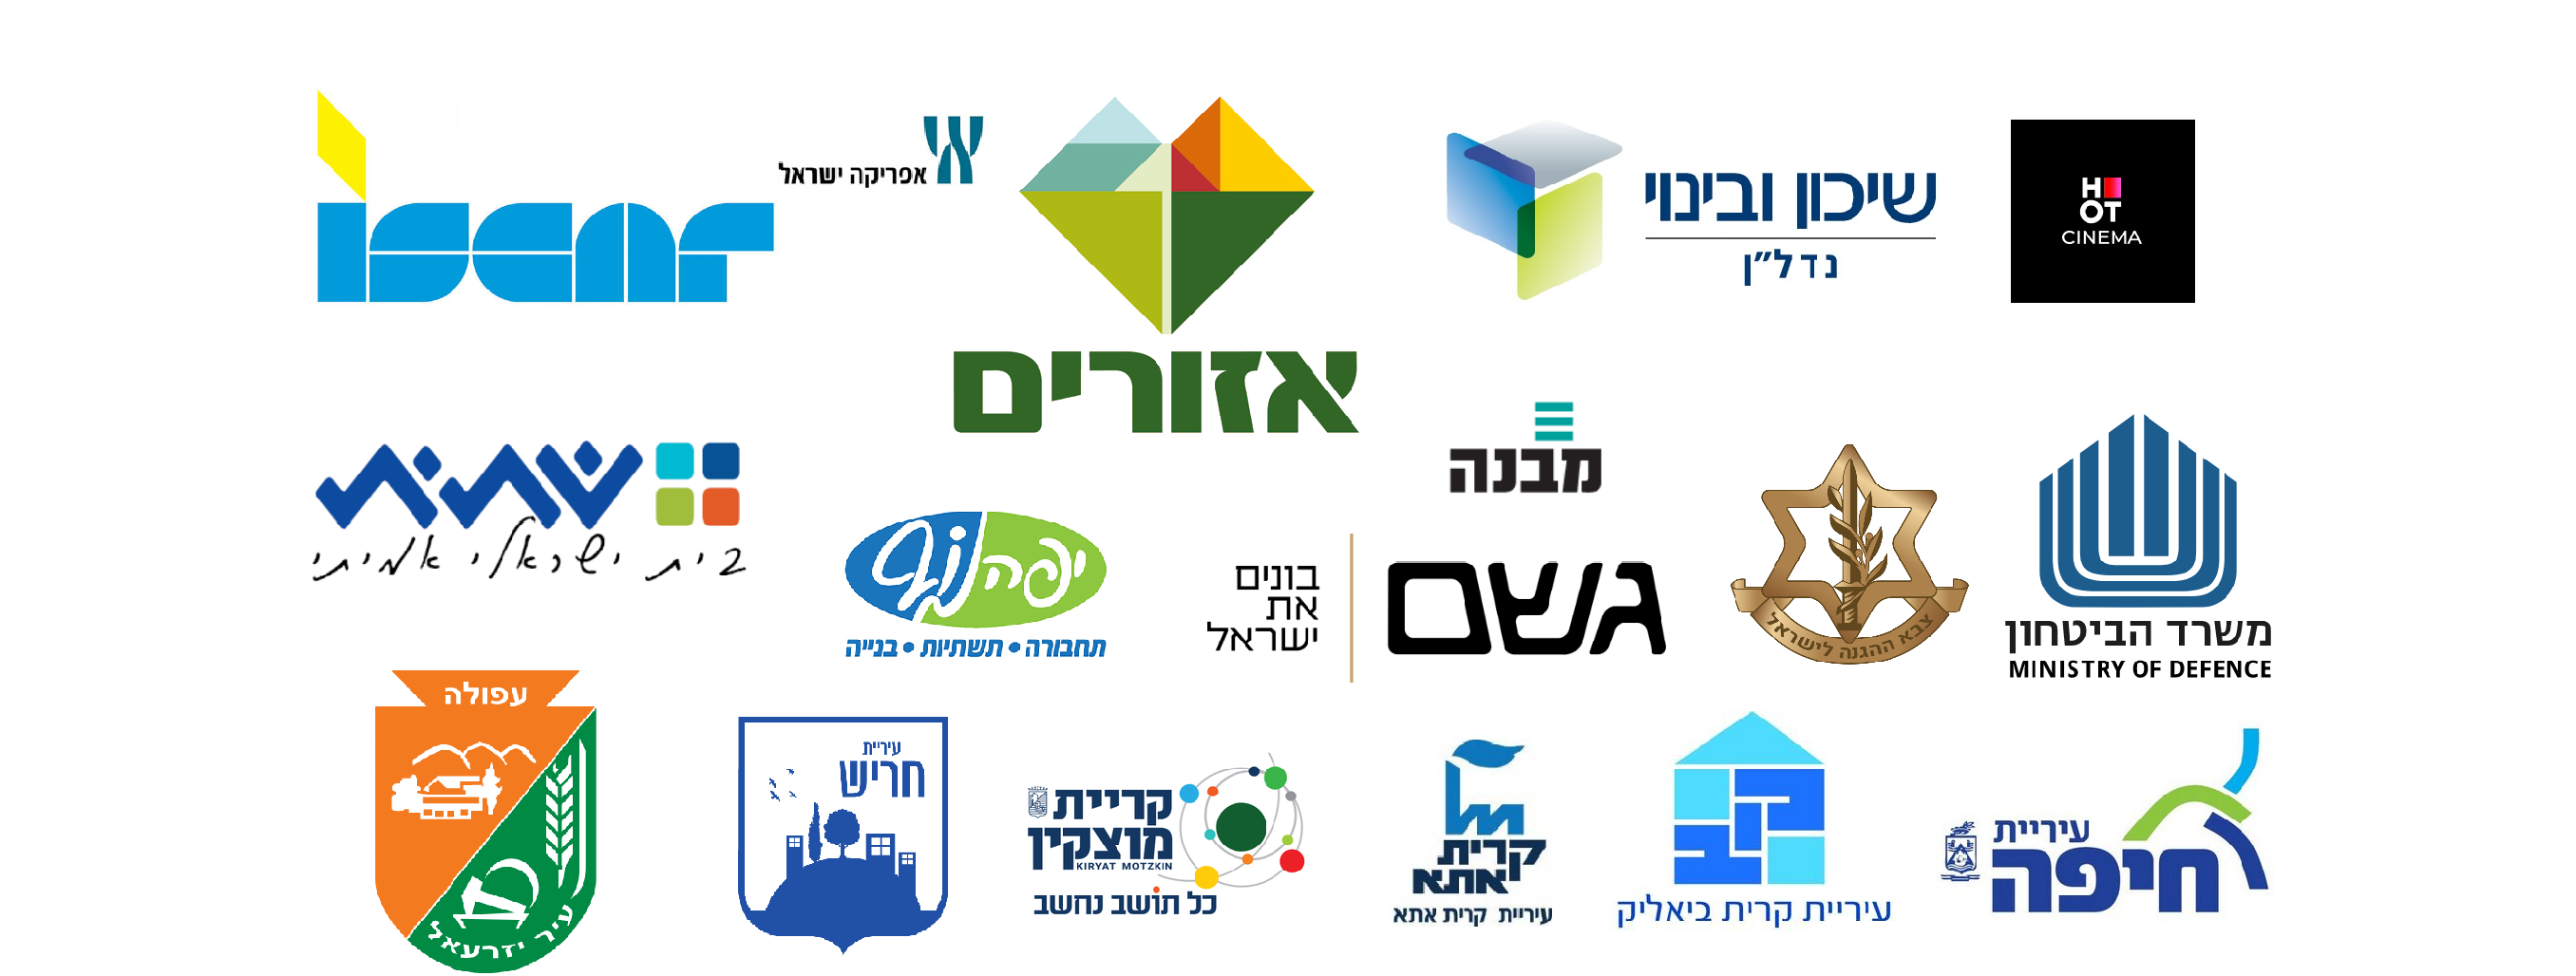 iscar
אפריקה ישראל
אזורים
שיכון ובינוי
נדל"ן
HOT
CINEMA
שתית
בית ישראלי אמיתי
יפה נוף
תחבורה • תשתיות • בנייה
מבנה
בונים
את
ישראל
גשם
צבא ההגנה לישראל
משרד הביטחון
MINISTRY OF DEFENCE
עפולה
עיר יזרעאל
עיריית
חריש
קריית
מוצקין
KIRYAT MOTZKIN
כל תושב נחשב
קרית
אתא
עיריית קרית אתא
קב
עיריית קרית ביאליק
עיריית
חיפה